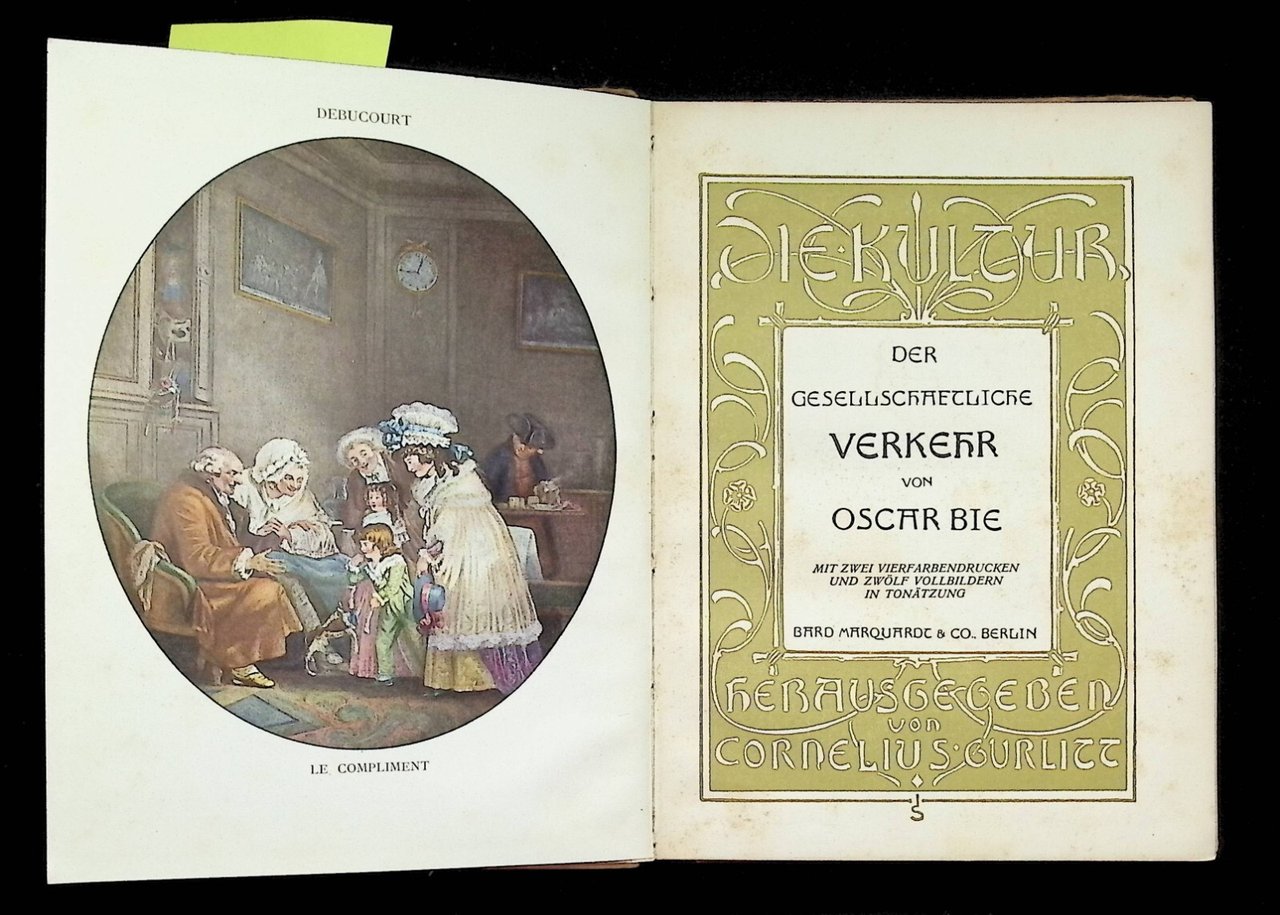 DEBUCOURT
LE COMPLIMENT
DIE · KULTUR
DER
GESELLSCHAFTLICHE
VERKEHR
VON
OSCAR BIE
MIT ZWEI VIERFARBENDRUCKEN
UND ZWÖLF VOLLBILDERN
IN TONÄTZUNG
BARD MARQUARDT & CO., BERLIN
HERAUSGEGEBEN
VON
CORNELIUS · GURLITT